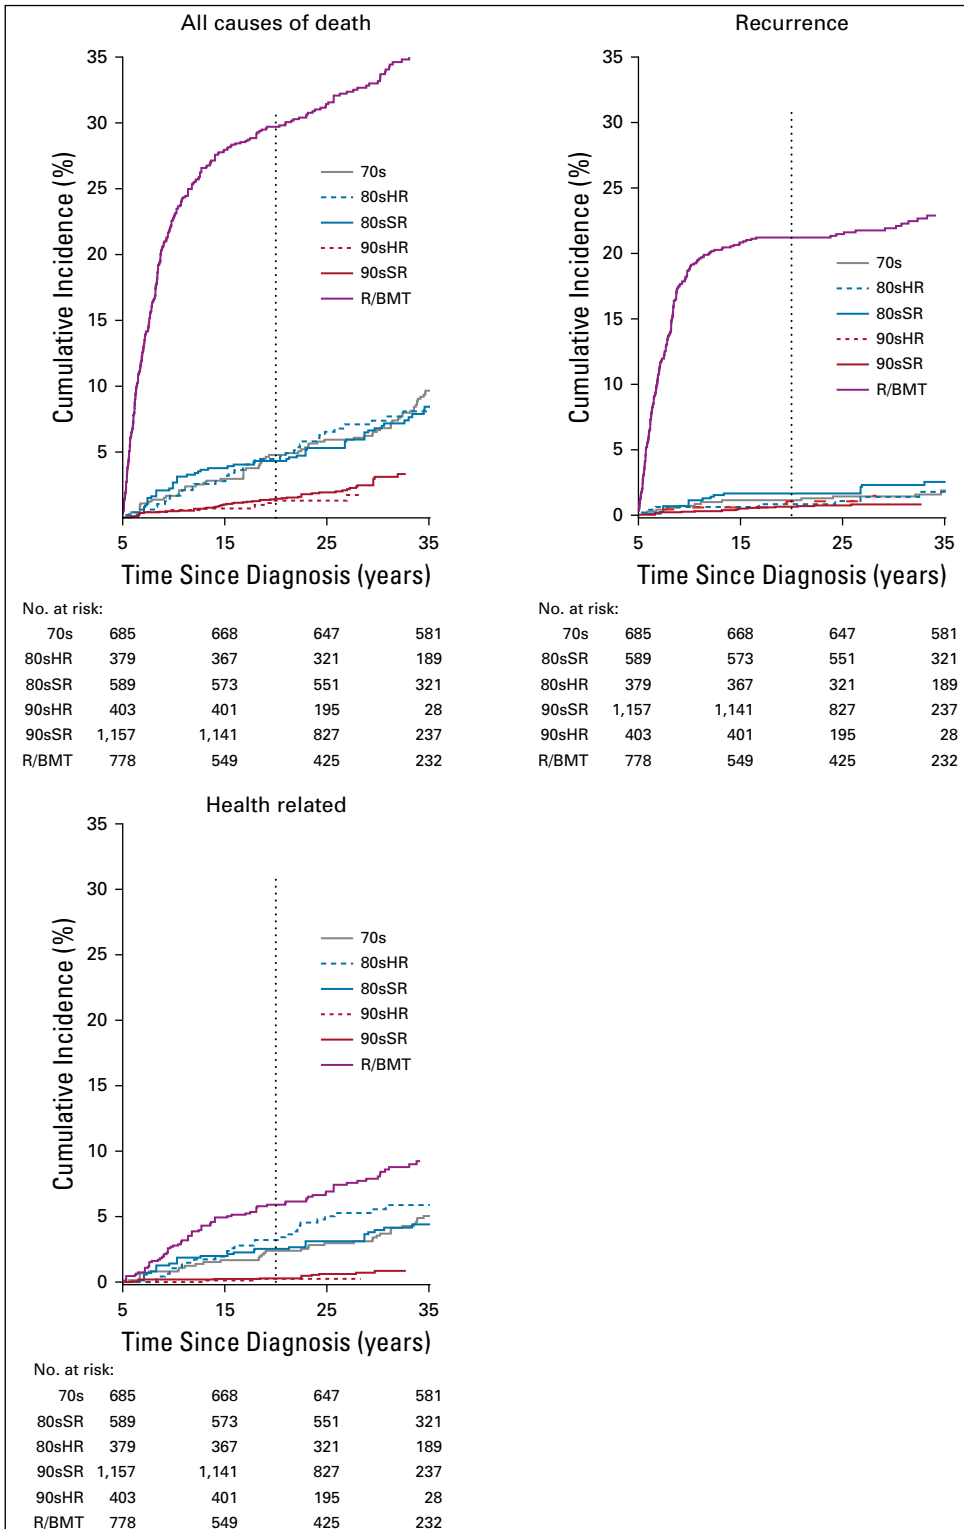 All causes of death
Cumulative Incidence (%)
35
30
25
20
15
10
5
70s
80sHR
80sSR
90sHR
90sSR
R/BMT
5 15 25 35
Time Since Diagnosis (years)
No. at risk:
70s 685 668 647 581
80sHR 379 367 321 189
80sSR 589 573 551 321
90sHR 403 401 195 28
90sSR 1,157 1,141 827 237
R/BMT 778 549 425 232
Recurrence
Cumulative Incidence (%)
35
30
25
20
15
10
5
0
70s
80sHR
80sSR
90sHR
90sSR
R/BMT
5 15 25 35
Time Since Diagnosis (years)
No. at risk:
70s 685 668 647 581
80sSR 589 573 551 321
80sHR 379 367 321 189
90sSR 1,157 1,141 827 237
90sHR 403 401 195 28
R/BMT 778 549 425 232
Health related
Cumulative Incidence (%)
35
30
25
20
15
10
5
0
70s
80sHR
80sSR
90sHR
90sSR
R/BMT
5 15 25 35
Time Since Diagnosis (years)
No. at risk:
70s 685 668 647 581
80sSR 589 573 551 321
80sHR 379 367 321 189
90sSR 1,157 1,141 827 237
90sHR 403 401 195 28
R/BMT 778 549 425 232